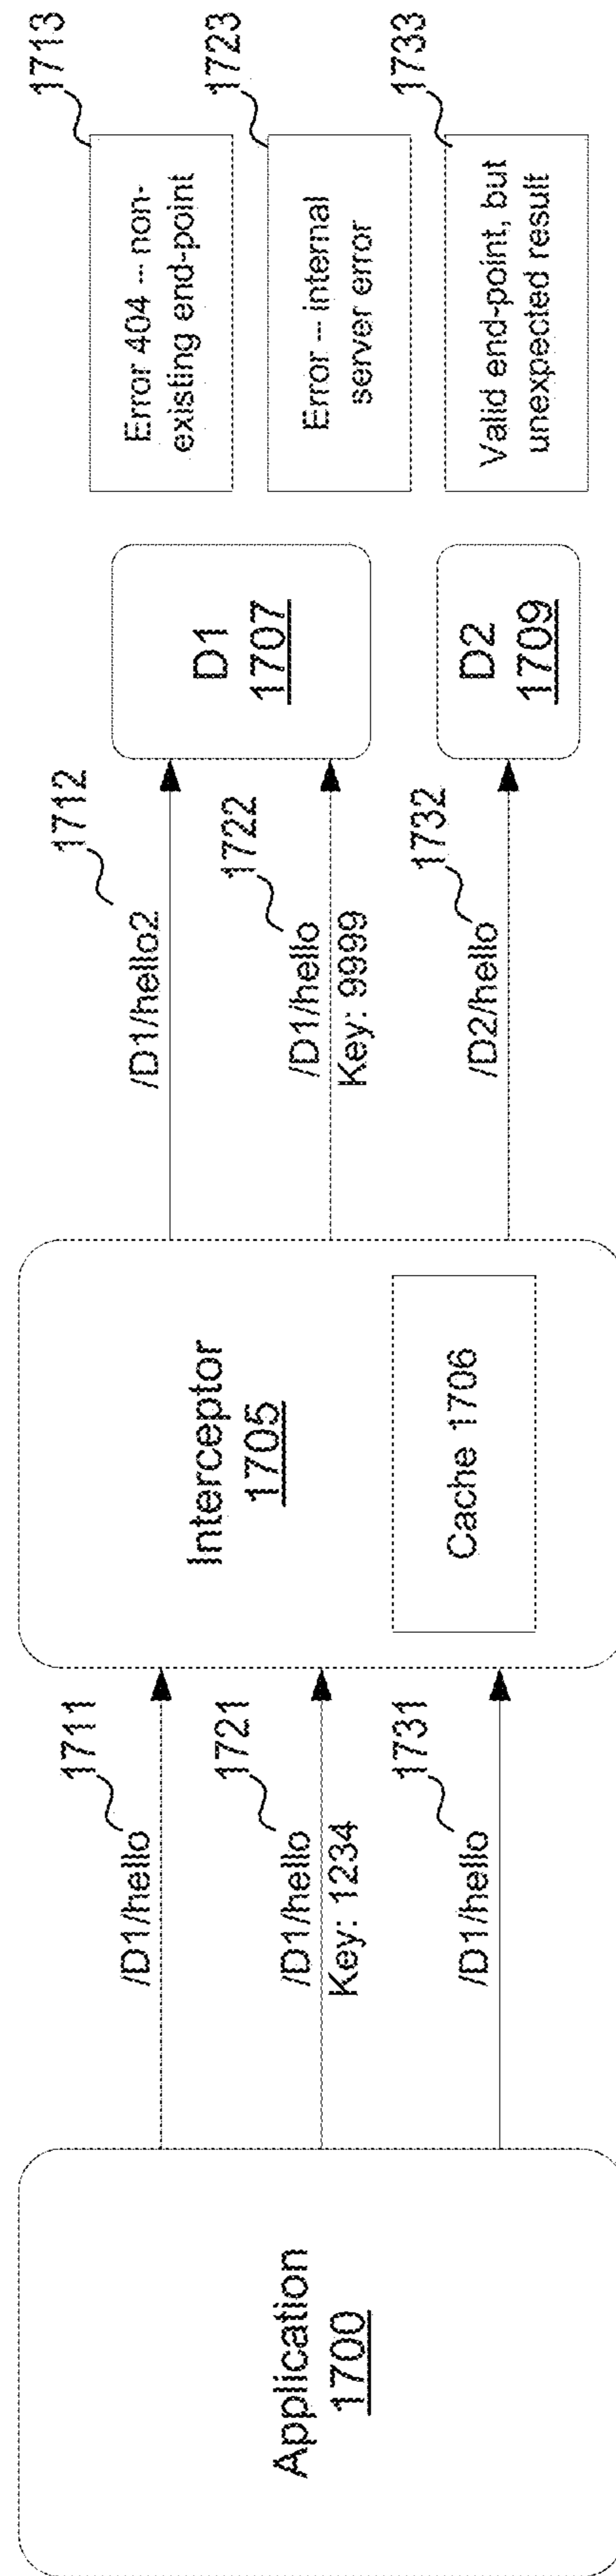 Application
1700
/D1/hello
1711
/D1/hello
Key: 1234
1721
/D1/hello
1731
Interceptor
1705
Cache 1706
/D1/hello2
1712
/D1/hello
Key: 9999
1722
/D2/hello
1732
D1
1707
D2
1709
Error 404 -- non-
existing end-point
1713
Error -- internal
server error
1723
Valid end-point, but
unexpected result
1733